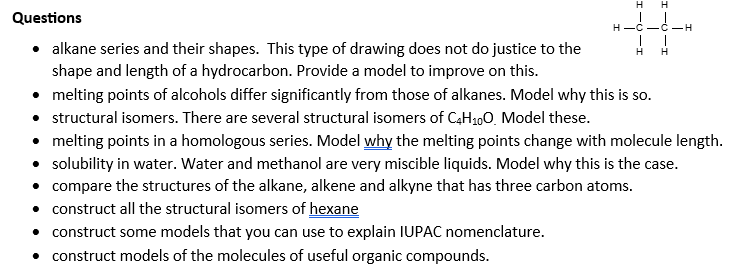 H H
Questions
H – C – C – H
H H
• alkane series and their shapes. This type of drawing does not do justice to the
shape and length of a hydrocarbon. Provide a model to improve on this.
• melting points of alcohols differ significantly from those of alkanes. Model why this is so.
• structural isomers. There are several structural isomers of C₄H₁₀O. Model these.
• melting points in a homologous series. Model why the melting points change with molecule length.
• solubility in water. Water and methanol are very miscible liquids. Model why this is the case.
• compare the structures of the alkane, alkene and alkyne that has three carbon atoms.
• construct all the structural isomers of hexane
• construct some models that you can use to explain IUPAC nomenclature.
• construct models of the molecules of useful organic compounds.